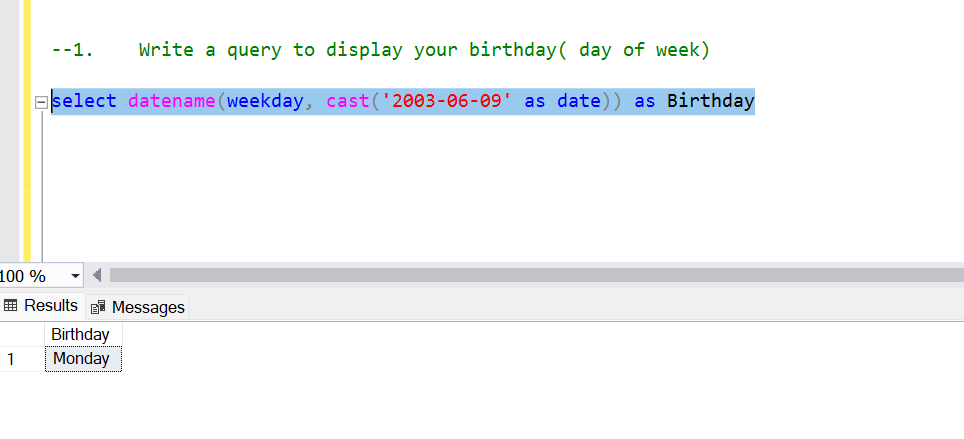 --1.    Write a query to display your birthday( day of week)
select datename(weekday, cast('2003-06-09' as date)) as Birthday
100 %
Results Messages
Birthday
1 Monday